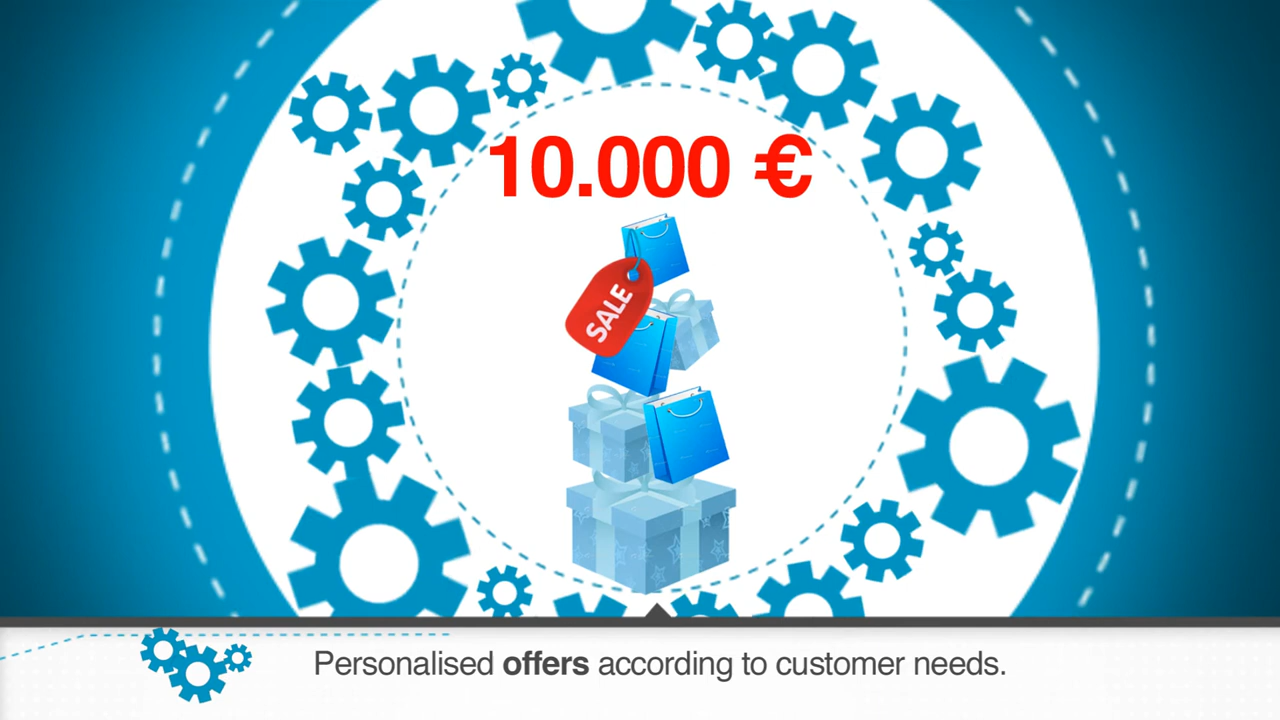 10.000 €
SALE
Personalised offers according to customer needs.